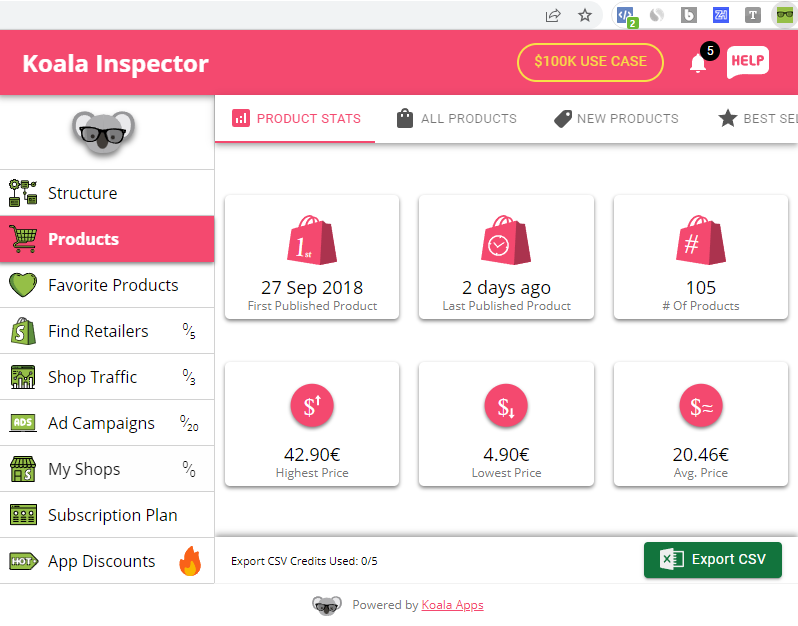 2
Koala Inspector
$100K USE CASE
5
HELP
PRODUCT STATS
ALL PRODUCTS
NEW PRODUCTS
BEST SEL
Structure
Products
Favorite Products
Find Retailers 0/5
Shop Traffic 0/3
ADS Ad Campaigns 0/20
My Shops 0/0
Subscription Plan
HOT App Discounts
1st
27 Sep 2018
First Published Product
2 days ago
Last Published Product
#
105
# Of Products
$
42.90€
Highest Price
$
4.90€
Lowest Price
$≈
20.46€
Avg. Price
Export CSV Credits Used: 0/5
Export CSV
Powered by Koala Apps